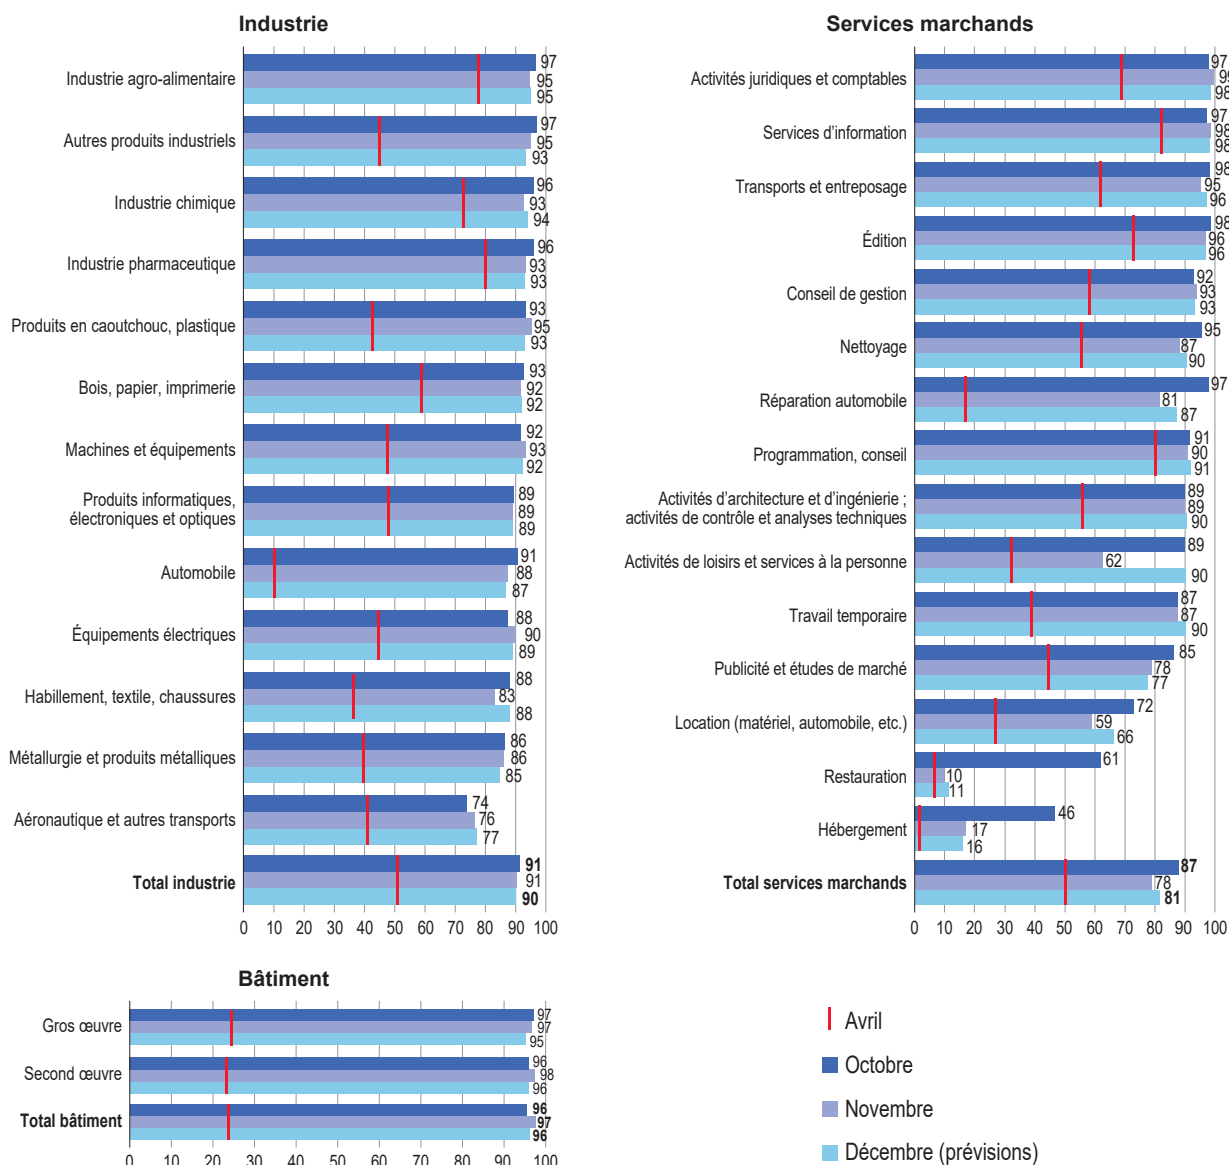 Industrie
Industrie agro-alimentaire
97
95
95
Autres produits industriels
97
95
93
Industrie chimique
96
93
94
Industrie pharmaceutique
96
93
93
Produits en caoutchouc, plastique
93
95
93
Bois, papier, imprimerie
93
92
92
Machines et équipements
92
93
92
Produits informatiques,
électroniques et optiques
89
89
89
Automobile
91
88
87
Équipements électriques
88
90
89
Habillement, textile, chaussures
88
83
88
Métallurgie et produits métalliques
86
86
85
Aéronautique et autres transports
74
76
77
Total industrie
91
91
90
0 10 20 30 40 50 60 70 80 90 100
Services marchands
Activités juridiques et comptables
97
99
98
Services d'information
97
98
98
Transports et entreposage
98
95
96
Édition
98
96
96
Conseil de gestion
92
93
93
Nettoyage
95
87
90
Réparation automobile
97
81
87
Programmation, conseil
91
90
91
Activités d'architecture et d'ingénierie ;
activités de contrôle et analyses techniques
89
89
90
Activités de loisirs et services à la personne
89
62
90
Travail temporaire
87
87
90
Publicité et études de marché
85
78
77
Location (matériel, automobile, etc.)
72
59
66
Restauration
61
10
11
Hébergement
46
17
16
Total services marchands
87
78
81
0 10 20 30 40 50 60 70 80 90 100
Bâtiment
Gros œuvre
97
97
95
Second œuvre
96
98
96
Total bâtiment
96
97
96
0 10 20 30 40 50 60 70 80 90 100
Avril
Octobre
Novembre
Décembre (prévisions)